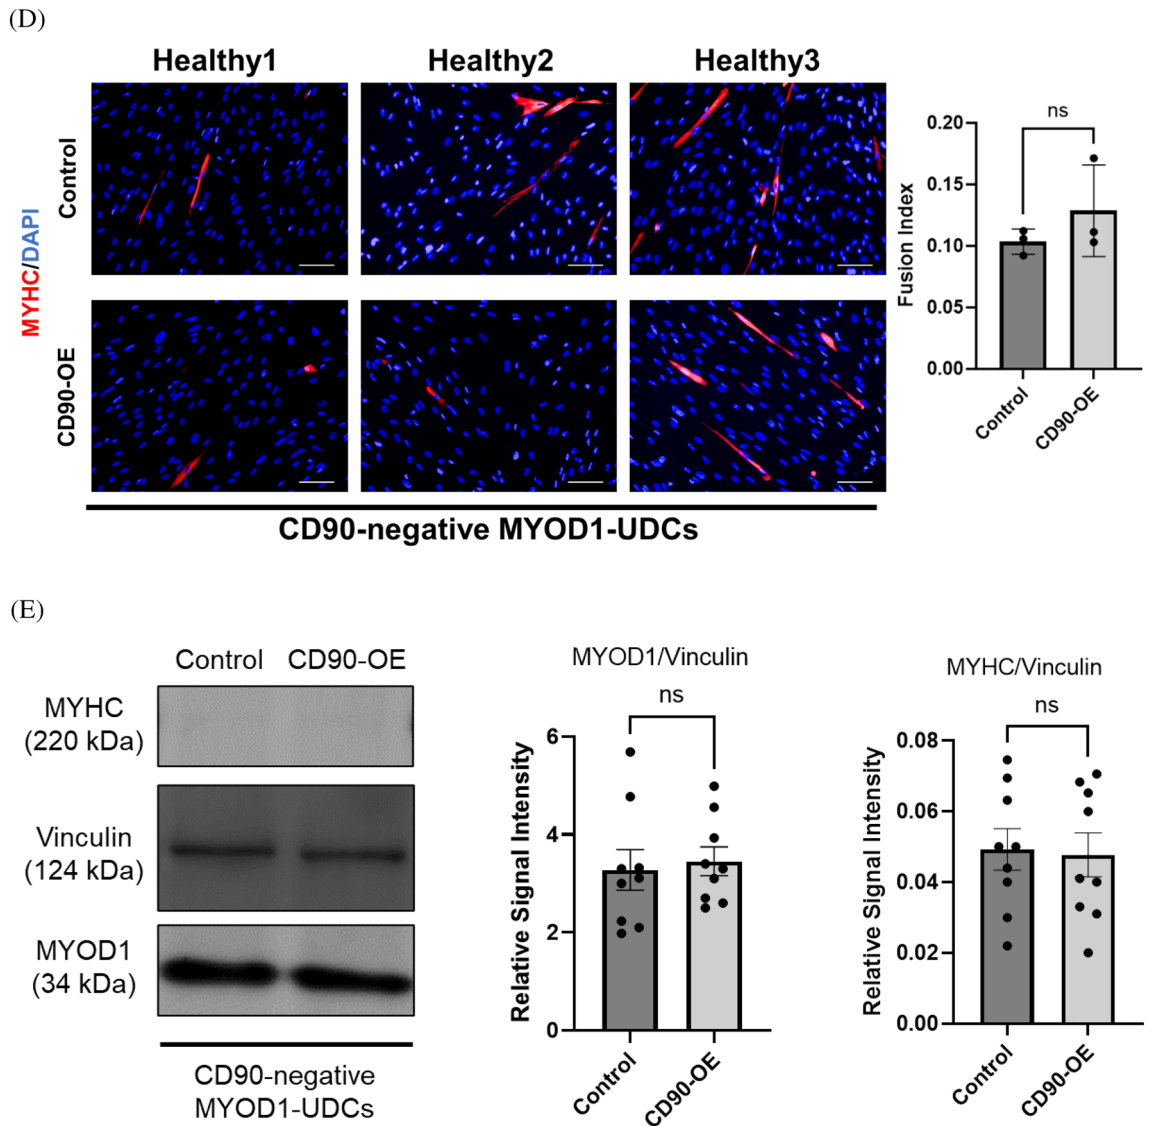 (D)
Healthy1
Healthy2
Healthy3
Control
CD90-OE
MYHC/DAPI
CD90-negative MYOD1-UDCs
ns
Fusion Index
0.20
0.15
0.10
0.05
0.00
Control
CD90-OE
(E)
Control
CD90-OE
MYHC
(220 kDa)
Vinculin
(124 kDa)
MYOD1
(34 kDa)
CD90-negative
MYOD1-UDCs
MYOD1/Vinculin
ns
Relative Signal Intensity
6
4
2
0
Control
CD90-OE
MYHC/Vinculin
ns
Relative Signal Intensity
0.08
0.06
0.04
0.02
0.00
Control
CD90-OE